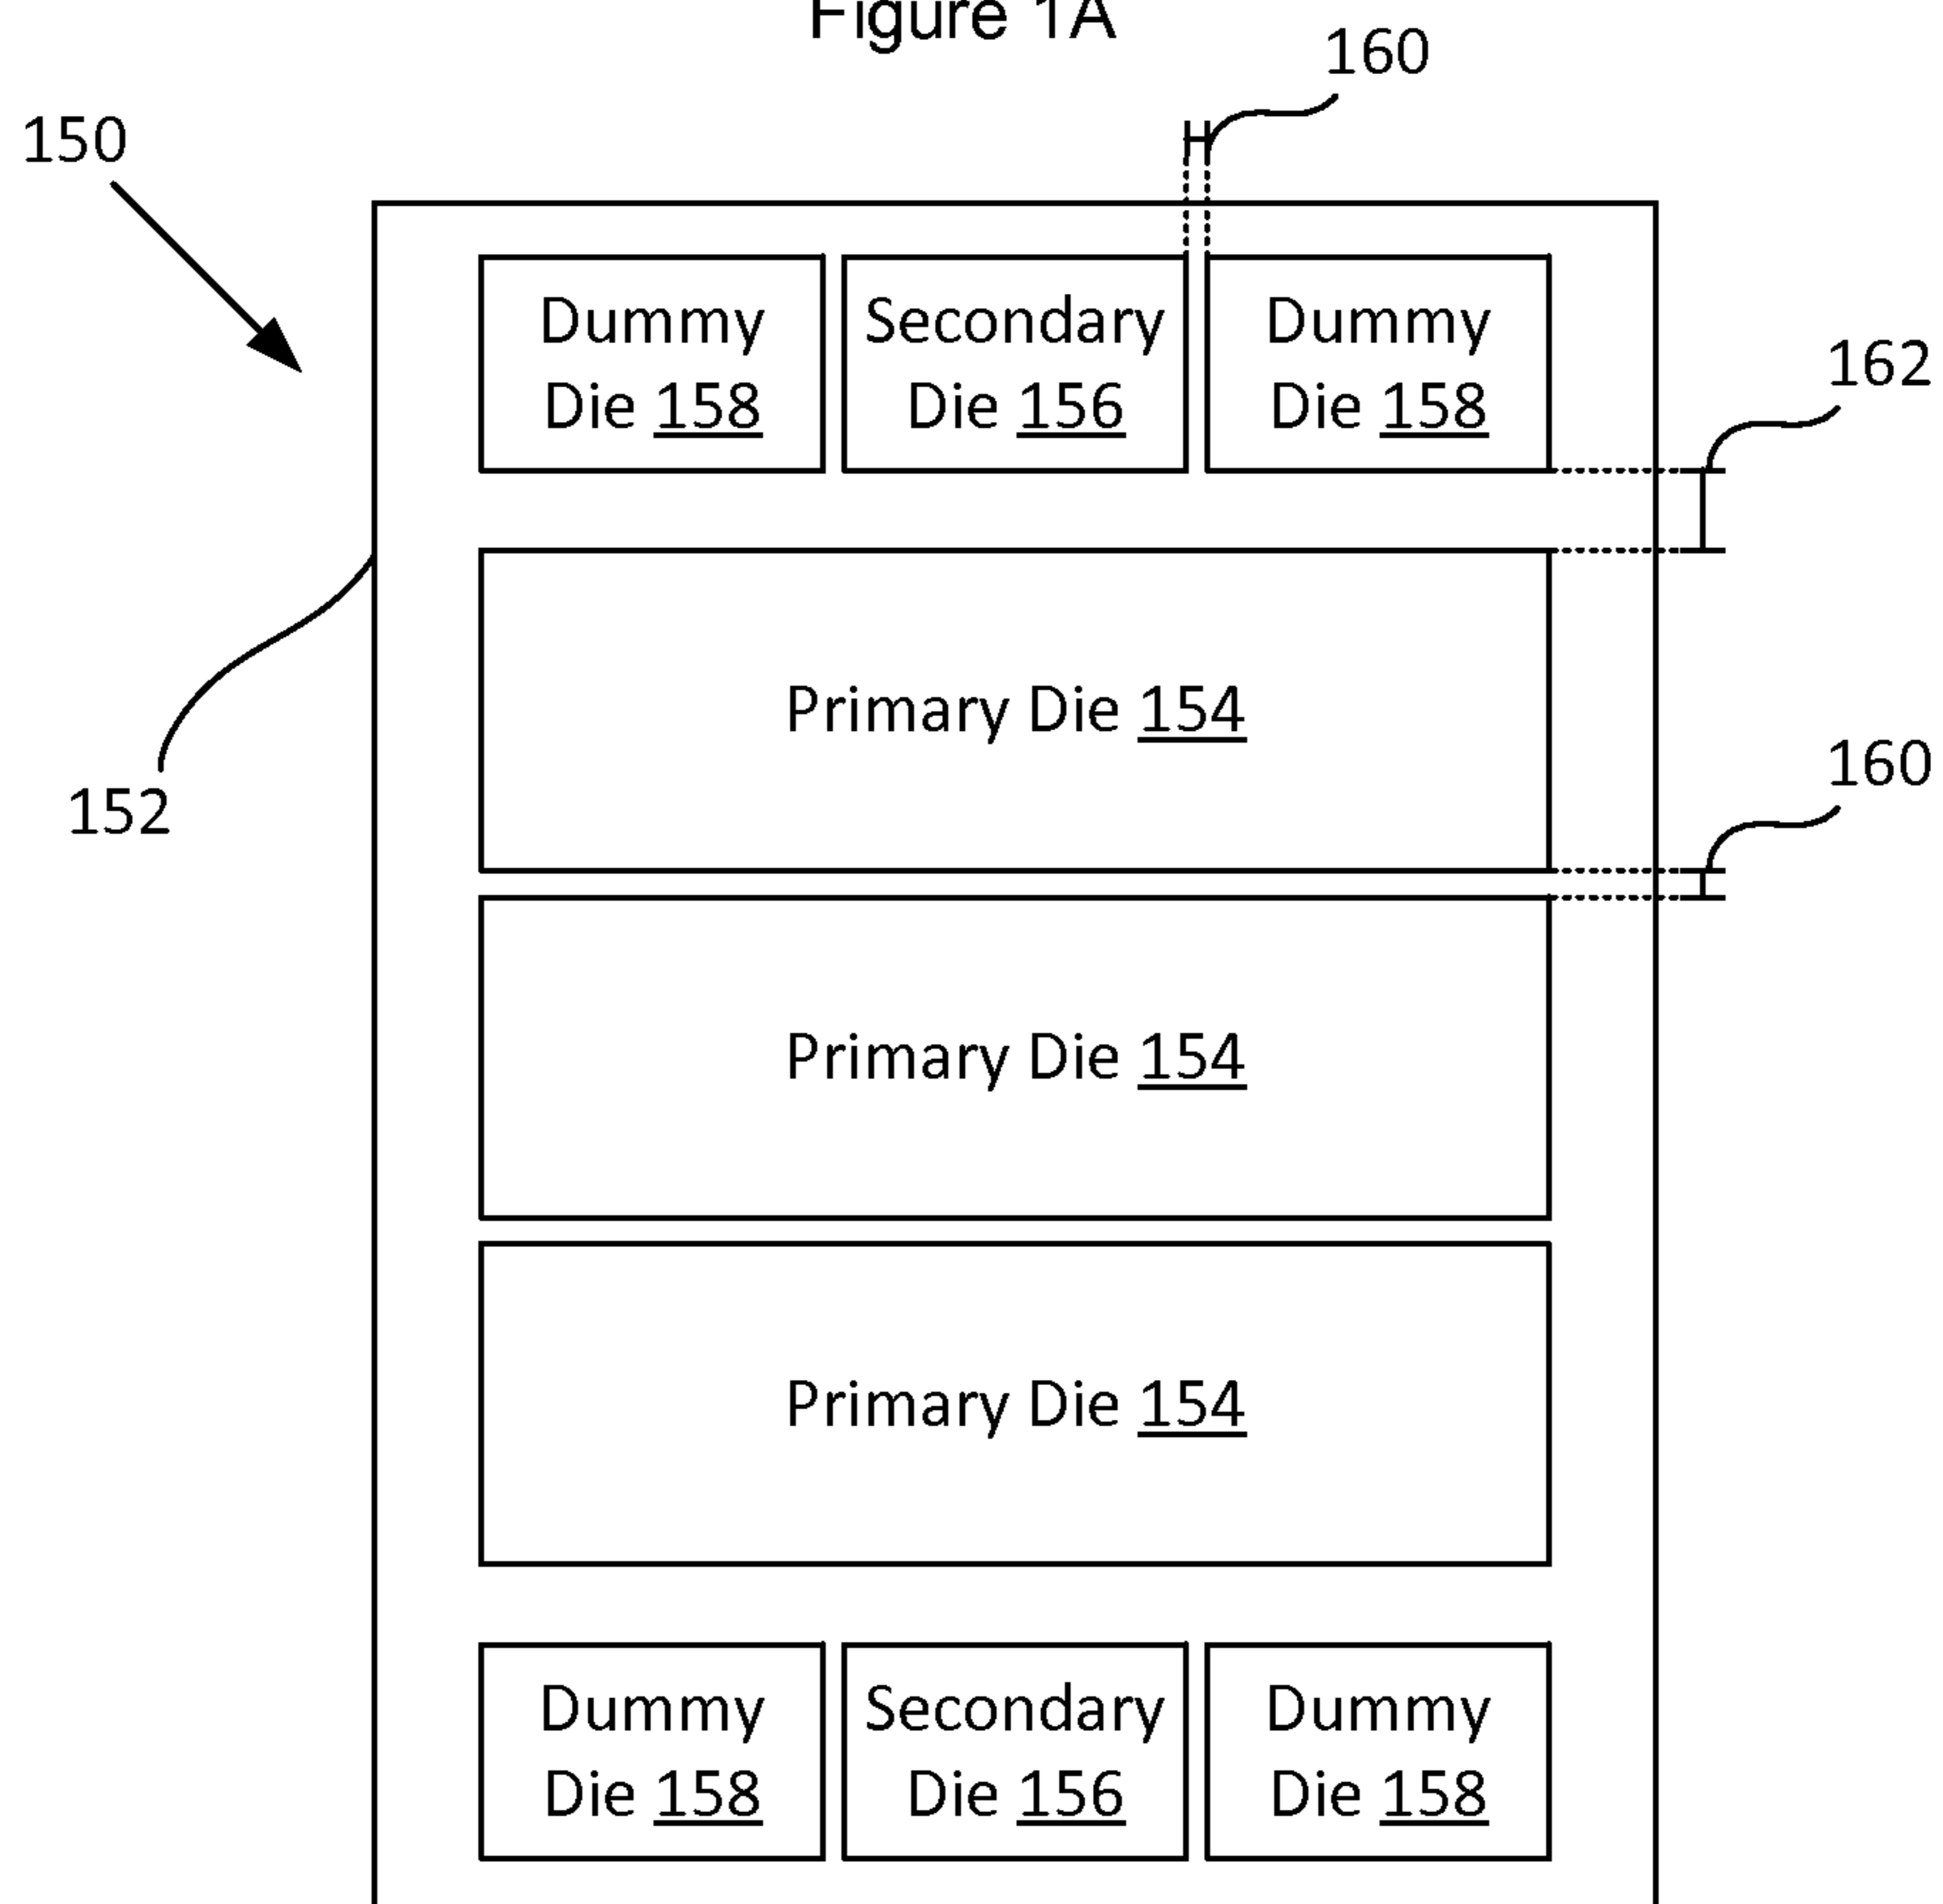 Figure 1A
160
150
Dummy
Die 158
Secondary
Die 156
Dummy
Die 158
162
Primary Die 154
160
152
Primary Die 154
Primary Die 154
Dummy
Die 158
Secondary
Die 156
Dummy
Die 158